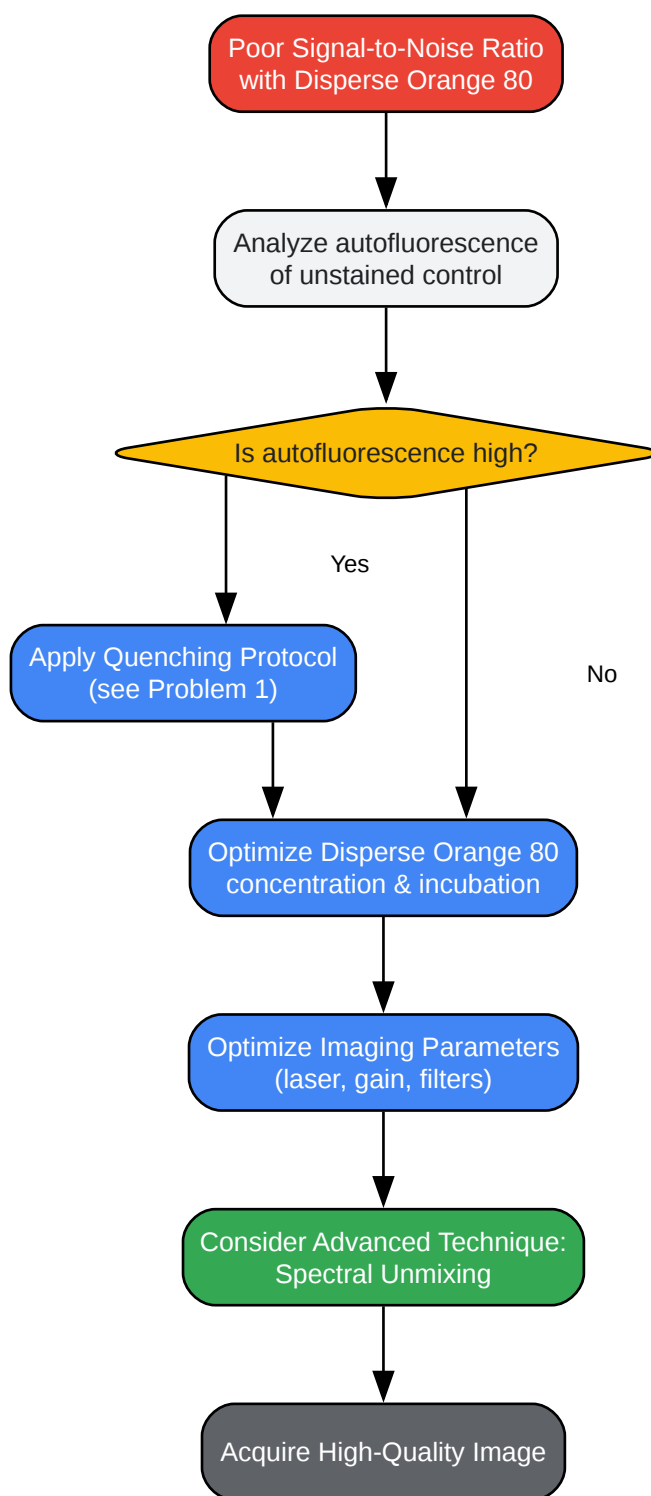 Poor Signal-to-Noise Ratio
with Disperse Orange 80
Analyze autofluorescence
of unstained control
Is autofluorescence high?
Yes
Apply Quenching Protocol
(see Problem 1)
No
Optimize Disperse Orange 80
concentration & incubation
Optimize Imaging Parameters
(laser, gain, filters)
Consider Advanced Technique:
Spectral Unmixing
Acquire High-Quality Image